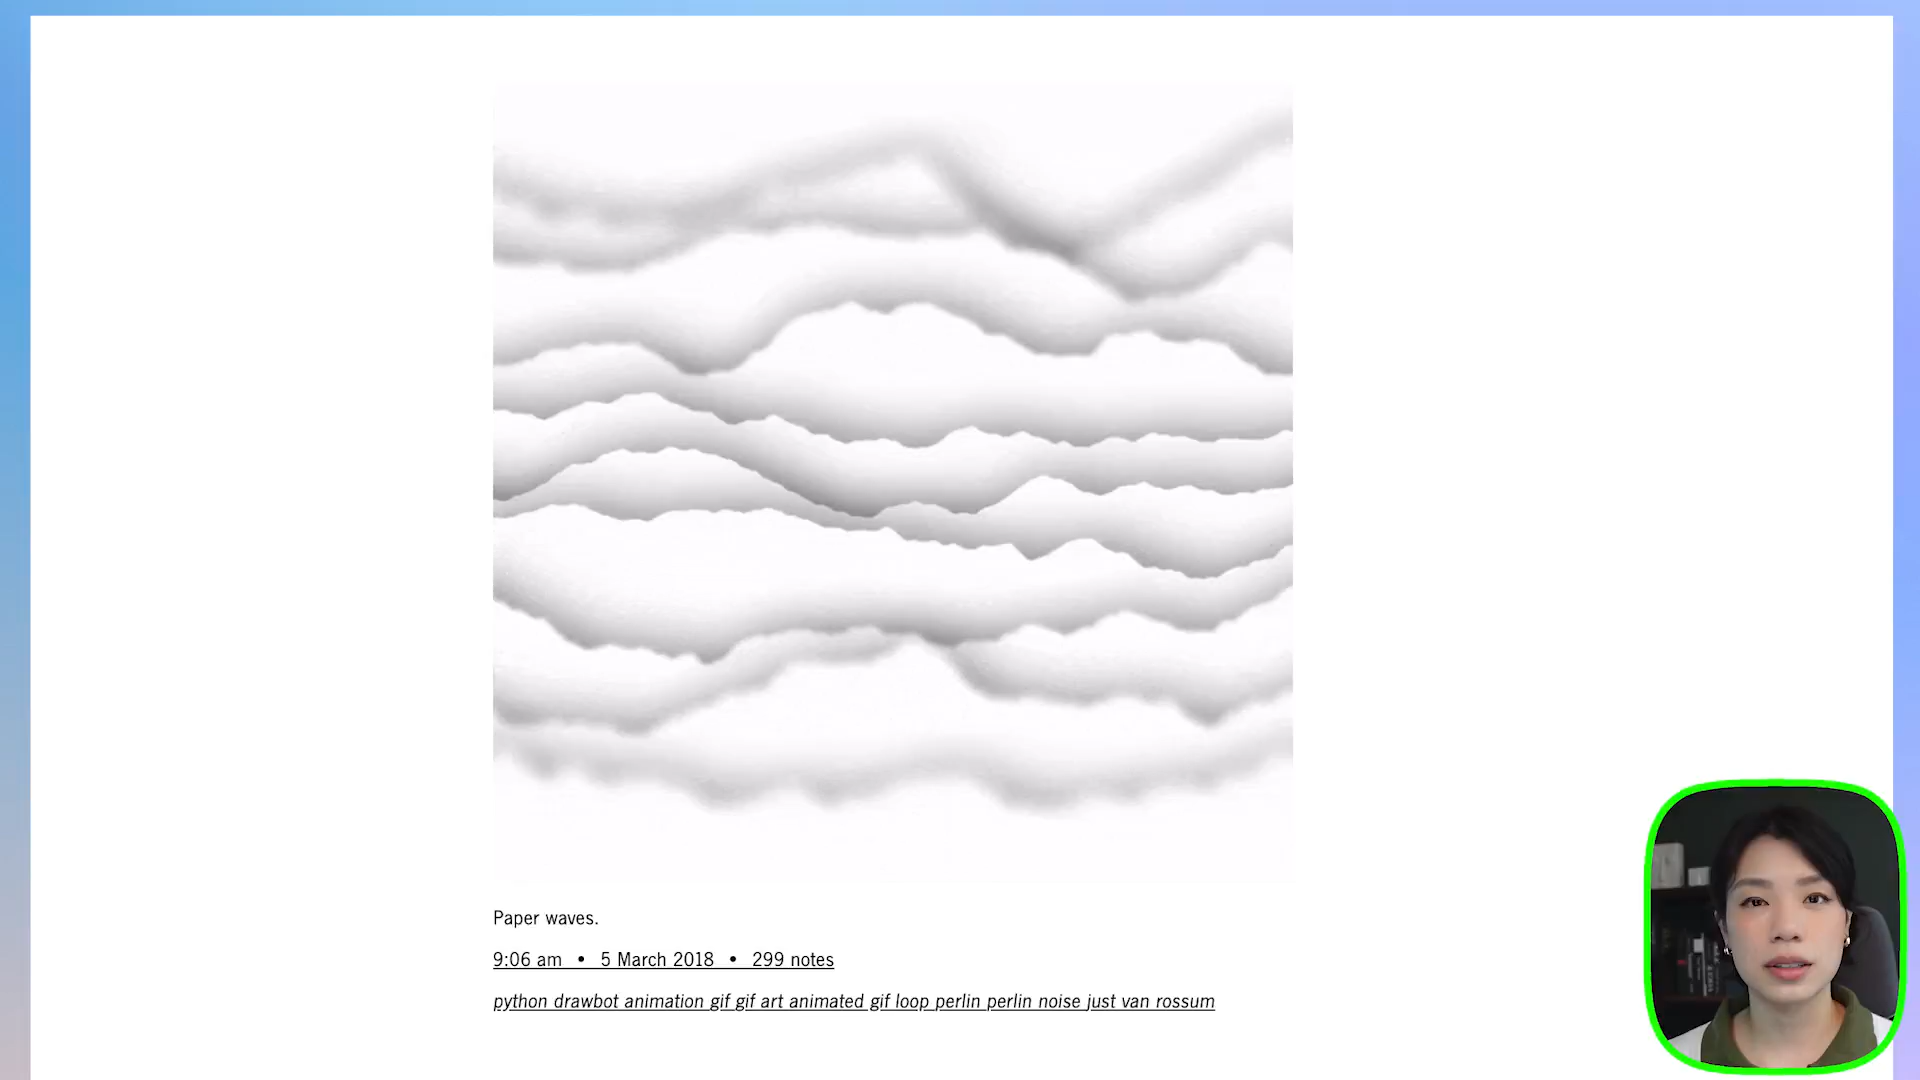 Paper waves.
9:06 am • 5 March 2018 • 299 notes
python drawbot animation gif gif art animated gif loop perlin perlin noise just van rossum